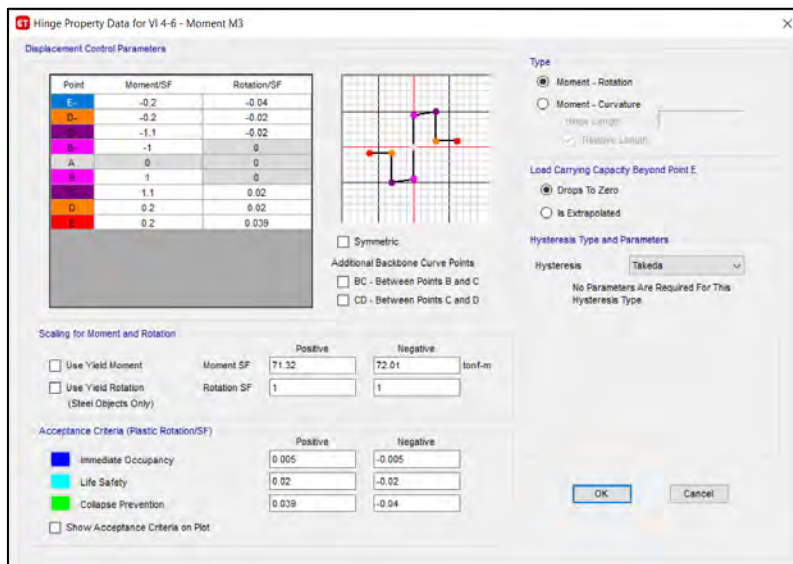 Hinge Property Data for VI 4-6 - Moment M3
Displacement Control Parameters
Point Moment/SF Rotation/SF
E- -0.2 -0.04
D- -0.2 -0.02
-1.1 -0.02
B- -1 0
A 0 0
B 1 0
1.1 0.02
D 0.2 0.02
E 0.2 0.039
Symmetric
Additional Backbone Curve Points
BC - Between Points B and C
CD - Between Points C and D
Type
Moment - Rotation
Moment - Curvature
Hinge Length
Relative Length
Load Carrying Capacity Beyond Point E
Drops To Zero
Is Extrapolated
Hysteresis Type and Parameters
Hysteresis Takeda
No Parameters Are Required For This
Hysteresis Type
Scaling for Moment and Rotation
Positive Negative
Use Yield Moment Moment SF 71.32 72.01 tonf-m
Use Yield Rotation Rotation SF 1 1
(Steel Objects Only)
Acceptance Criteria (Plastic Rotation/SF)
Positive Negative
Immediate Occupancy 0.005 -0.005
Life Safety 0.02 -0.02
Collapse Prevention 0.039 -0.04
Show Acceptance Criteria on Plot
OK Cancel